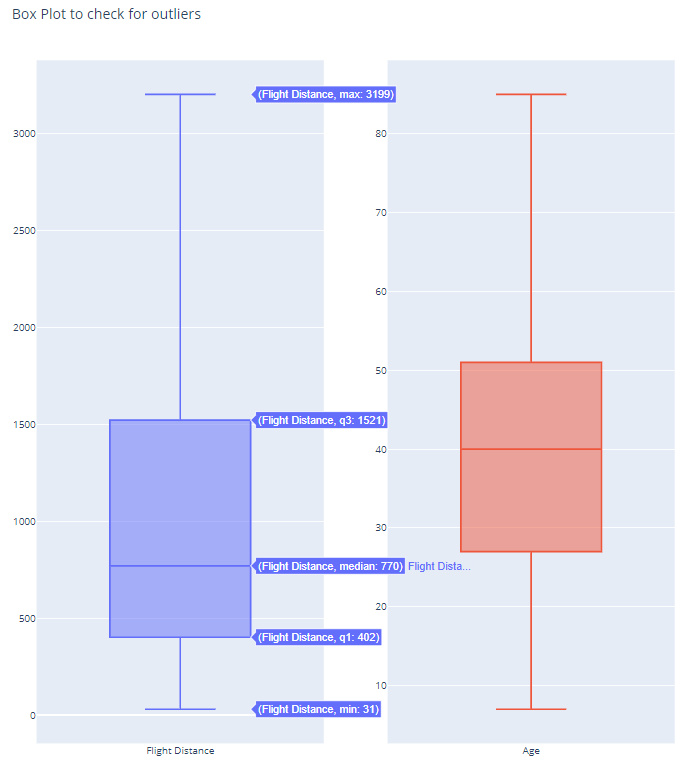 Box Plot to check for outliers
(Flight Distance, max: 3199)
3000
2500
2000
1500
(Flight Distance, q3: 1521)
1000
(Flight Distance, median: 770) Flight Dista...
500
(Flight Distance, q1: 402)
(Flight Distance, min: 31)
0
Flight Distance
80
70
60
50
40
30
20
10
Age